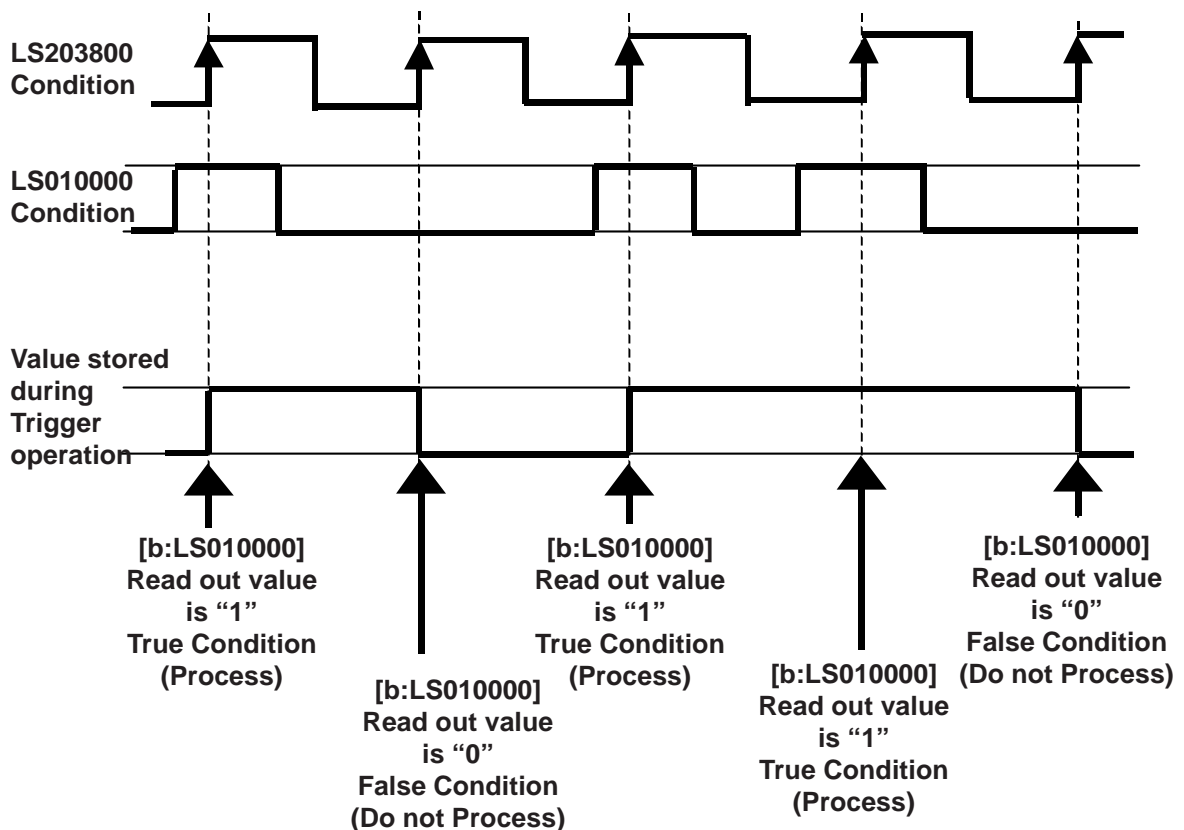 LS203800
Condition
LS010000
Condition
Value stored
during
Trigger
operation
[b:LS010000]
Read out value
is “1”
True Condition
(Process)
[b:LS010000]
Read out value
is “0”
False Condition
(Do not Process)
[b:LS010000]
Read out value
is “1”
True Condition
(Process)
[b:LS010000]
Read out value
is “1”
True Condition
(Process)
[b:LS010000]
Read out value
is “0”
False Condition
(Do not Process)